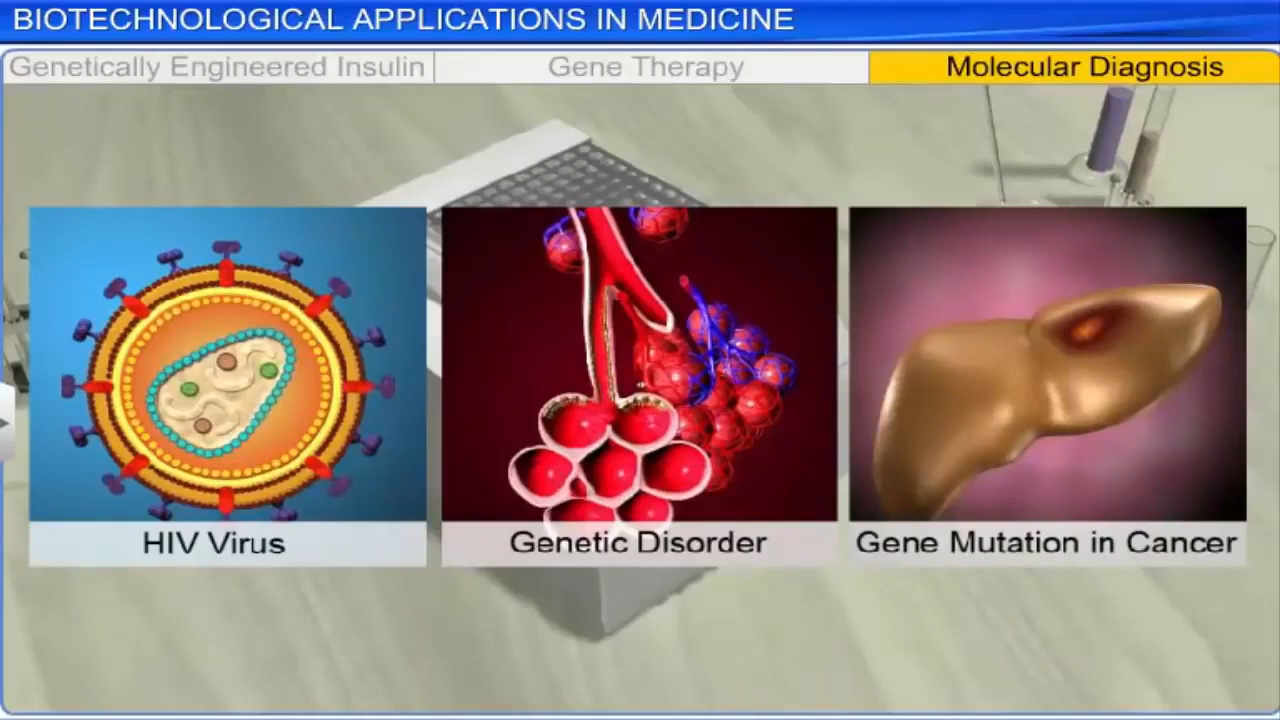 BIOTECHNOLOGICAL APPLICATIONS IN MEDICINE
Genetically Engineered Insulin
Gene Therapy
Molecular Diagnosis
HIV Virus
Genetic Disorder
Gene Mutation in Cancer